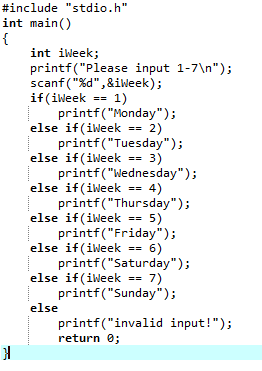 #include "stdio.h"
int main()
{
    int iWeek;
    printf("Please input 1-7\n");
    scanf("%d",&iWeek);
    if(iWeek == 1)
        printf("Monday");
    else if(iWeek == 2)
        printf("Tuesday");
    else if(iWeek == 3)
        printf("Wednesday");
    else if(iWeek == 4)
        printf("Thursday");
    else if(iWeek == 5)
        printf("Friday");
    else if(iWeek == 6)
        printf("Saturday");
    else if(iWeek == 7)
        printf("Sunday");
    else
        printf("invalid input!");
        return 0;
}